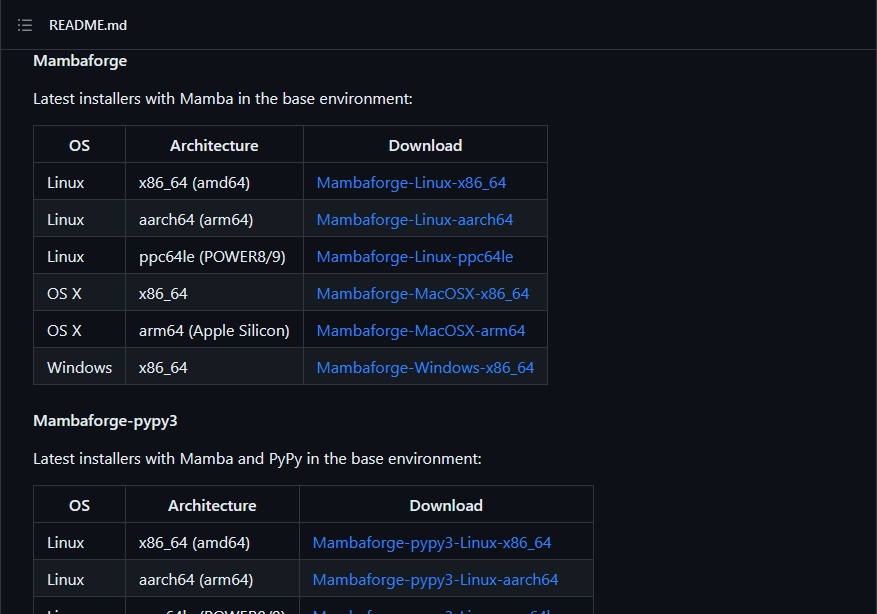 README.md
Mambaforge
Latest installers with Mamba in the base environment:
OS Architecture Download
Linux x86_64 (amd64) Mambaforge-Linux-x86_64
Linux aarch64 (arm64) Mambaforge-Linux-aarch64
Linux ppc64le (POWER8/9) Mambaforge-Linux-ppc64le
OS X x86_64 Mambaforge-MacOSX-x86_64
OS X arm64 (Apple Silicon) Mambaforge-MacOSX-arm64
Windows x86_64 Mambaforge-Windows-x86_64
Mambaforge-pypy3
Latest installers with Mamba and PyPy in the base environment:
OS Architecture Download
Linux x86_64 (amd64) Mambaforge-pypy3-Linux-x86_64
Linux aarch64 (arm64) Mambaforge-pypy3-Linux-aarch64